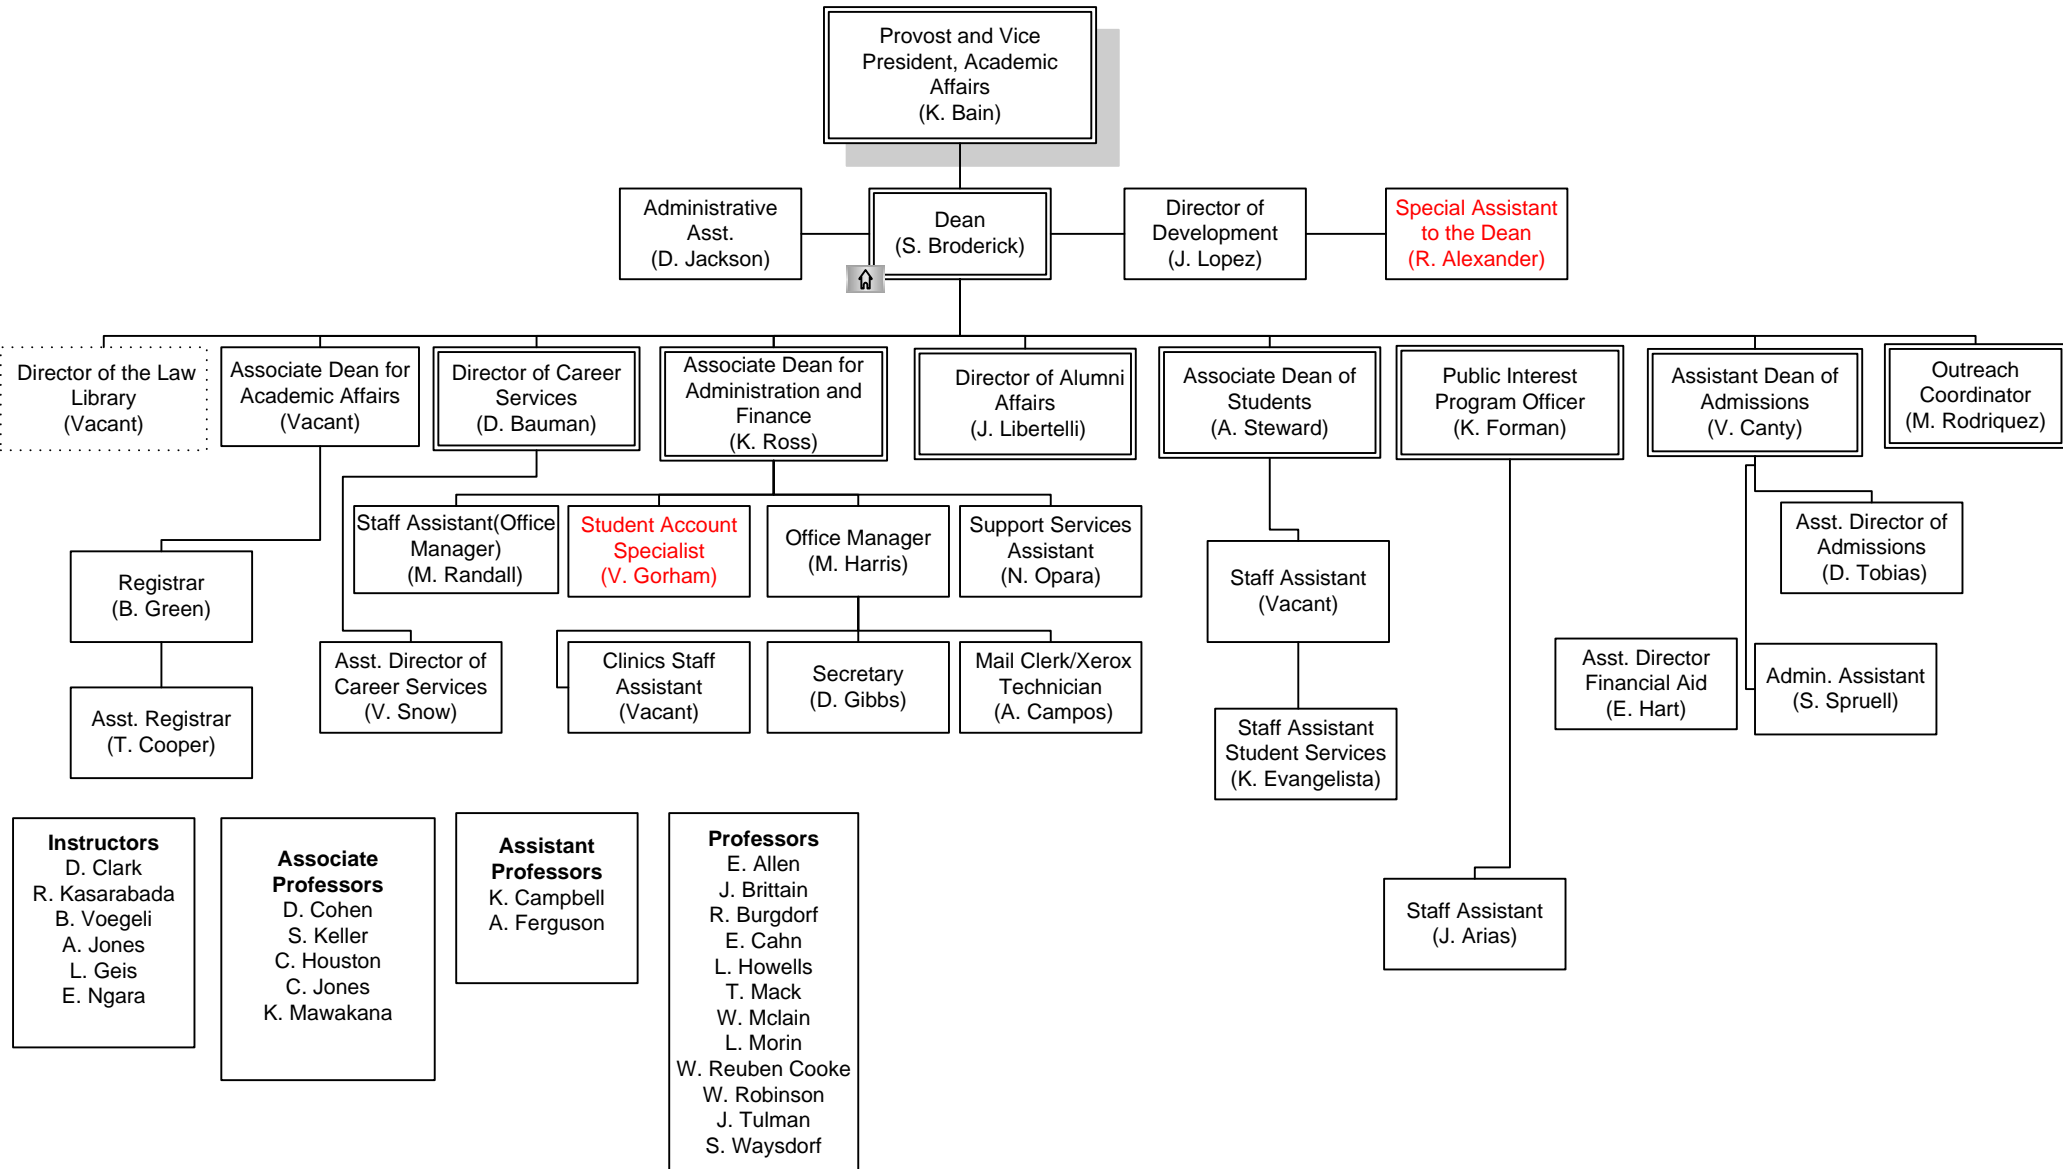 Provost and Vice
President, Academic
Affairs
(K. Bain)
Administrative
Asst.
(D. Jackson)
Dean
(S. Broderick)
Director of
Development
(J. Lopez)
Special Assistant
to the Dean
(R. Alexander)
Director of the Law
Library
(Vacant)
Associate Dean for
Academic Affairs
(Vacant)
Director of Career
Services
(D. Bauman)
Associate Dean for
Administration and
Finance
(K. Ross)
Director of Alumni
Affairs
(J. Libertelli)
Associate Dean of
Students
(A. Steward)
Public Interest
Program Officer
(K. Forman)
Assistant Dean of
Admissions
(V. Canty)
Outreach
Coordinator
(M. Rodriquez)
Staff Assistant(Office
Manager)
(M. Randall)
Student Account
Specialist
(V. Gorham)
Office Manager
(M. Harris)
Support Services
Assistant
(N. Opara)
Asst. Director of
Admissions
(D. Tobias)
Registrar
(B. Green)
Staff Assistant
(Vacant)
Asst. Director of
Career Services
(V. Snow)
Clinics Staff
Assistant
(Vacant)
Secretary
(D. Gibbs)
Mail Clerk/Xerox
Technician
(A. Campos)
Asst. Director
Financial Aid
(E. Hart)
Admin. Assistant
(S. Spruell)
Asst. Registrar
(T. Cooper)
Staff Assistant
Student Services
(K. Evangelista)
Instructors
D. Clark
R. Kasarabada
B. Voegeli
A. Jones
L. Geis
E. Ngara
Associate
Professors
D. Cohen
S. Keller
C. Houston
C. Jones
K. Mawakana
Assistant
Professors
K. Campbell
A. Ferguson
Professors
E. Allen
J. Brittain
R. Burgdorf
E. Cahn
L. Howells
T. Mack
W. Mclain
L. Morin
W. Reuben Cooke
W. Robinson
J. Tulman
S. Waysdorf
Staff Assistant
(J. Arias)